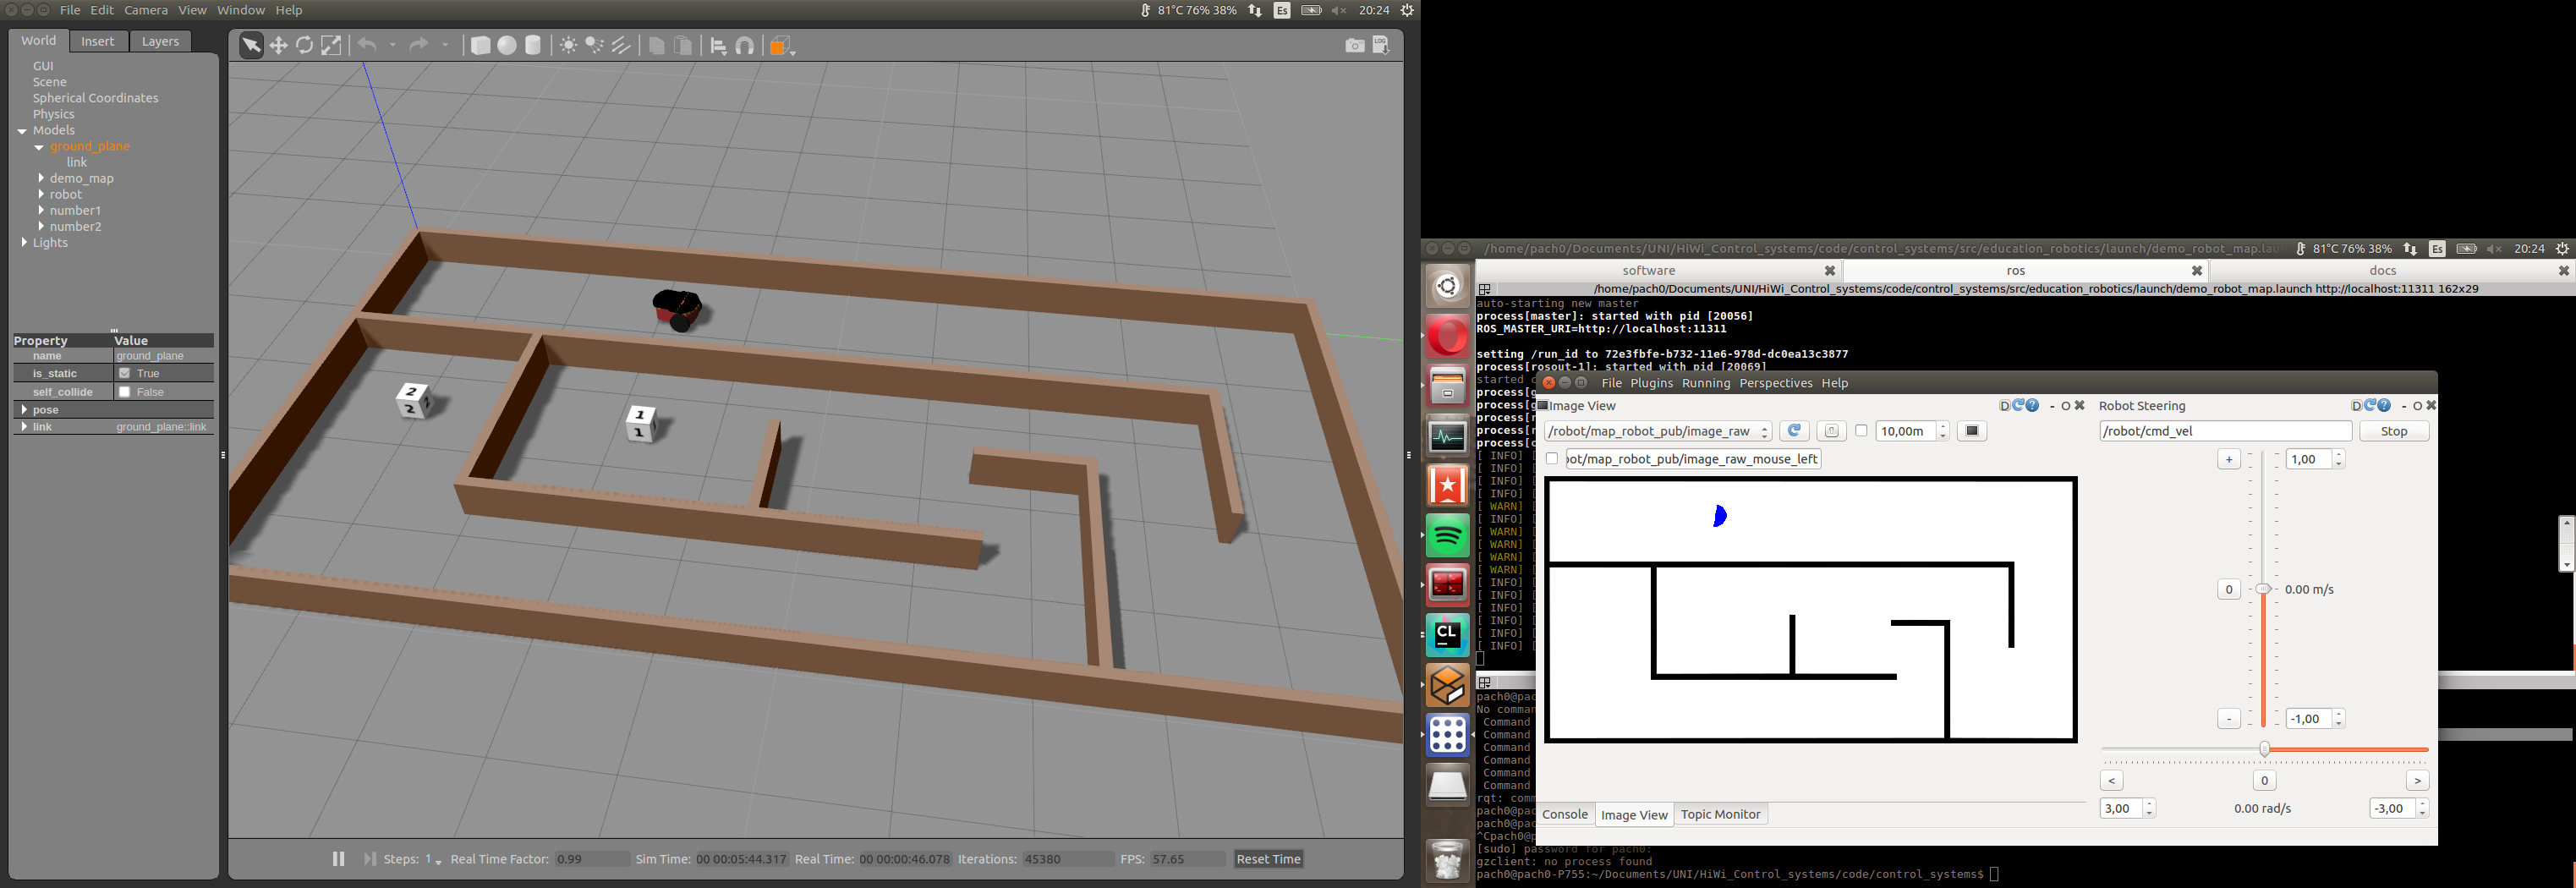 File Edit Camera View Window Help
81°C 76% 38% Es 20:24
World Insert Layers
GUI
Scene
Spherical Coordinates
Physics
Models
ground_plane
link
demo_map
robot
number1
number2
Lights
Property Value
name ground_plane
is_static True
self_collide False
pose
link ground_plane::link
LOG
2
2
1
1
Steps: 1 Real Time Factor: 0.99 Sim Time: 00 00:05:44.317 Real Time: 00 00:00:46.078 Iterations: 45380 FPS: 57.65 Reset Time
/home/pach0/Documents/UNI/HiWi_Control_systems/code/control_systems/src/education_robotics/launch/demo_robot_map.lau
81°C 76% 38% Es 20:24
software ros docs
/home/pach0/Documents/UNI/HiWi_Control_systems/code/control_systems/src/education_robotics/launch/demo_robot_map.launch http://localhost:11311 162x29
auto-starting new master
process[master]: started with pid [20056]
ROS_MASTER_URI=http://localhost:11311
setting /run_id to 72e3fbfe-b732-11e6-978d-dc0ea13c3877
process[rosout-1]: started with pid [20069]
started c
process[g
process[g
process[r
process[r
process[c
[ INFO] [
[ INFO] [
[ INFO] [
[ INFO] [
[ WARN] [
[ INFO] [
[ WARN] [
[ WARN] [
[ WARN] [
[ WARN] [
[ INFO] [
[ INFO] [
[ INFO] [
[ INFO] [
[ INFO] [
[ INFO] [
File Plugins Running Perspectives Help
Image View D - O
/robot/map_robot_pub/image_raw 10,00m
ot/map_robot_pub/image_raw_mouse_left
Robot Steering D - O
/robot/cmd_vel Stop
+ 1,00
0 0.00 m/s
- -1,00
< 0 >
3,00 0.00 rad/s -3,00
Console Image View Topic Monitor
CL
pach0@pac
No comman
Command
Command
Command
Command
Command
Command
rqt: comm
pach0@pac
pach0@pac
^Cpach0@p
[sudo] password for pach0:
gzclient: no process found
pach0@pach0-P755:~/Documents/UNI/HiWi_Control_systems/code/control_systems$